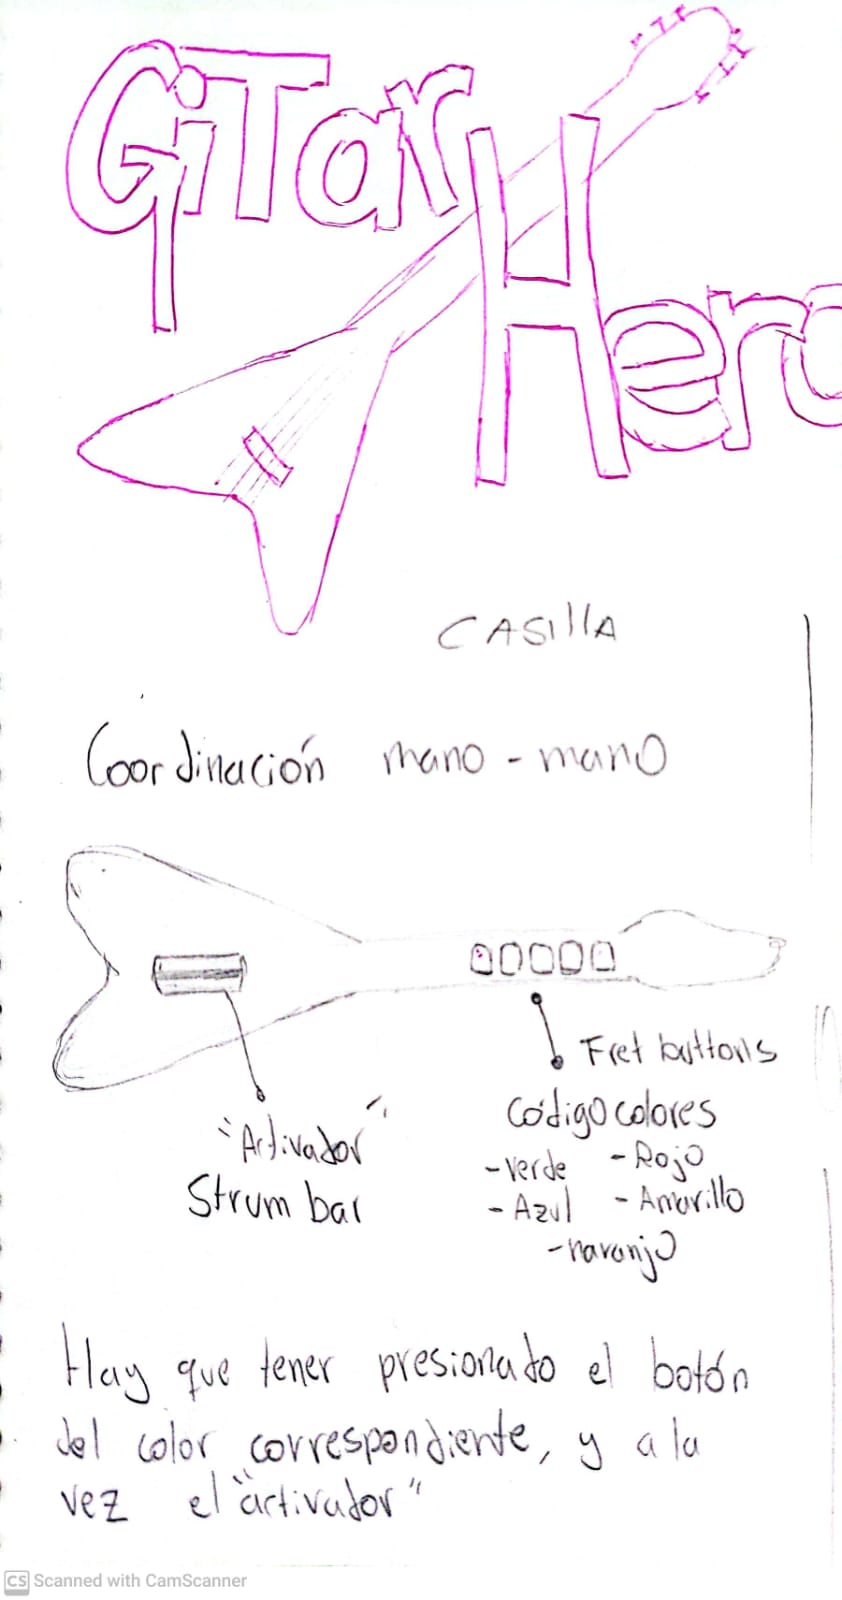 GiTar
Hero
CASIllA
Coordinación mano - mano
Fret buttons
"Activador"
Strum bar
Código colores
- Verde
- Rojo
- Azul
- Amarillo
- naranjo
Hay que tener presionado el botón
del color correspondiente, y a la
vez el "activador"
CS Scanned with CamScanner